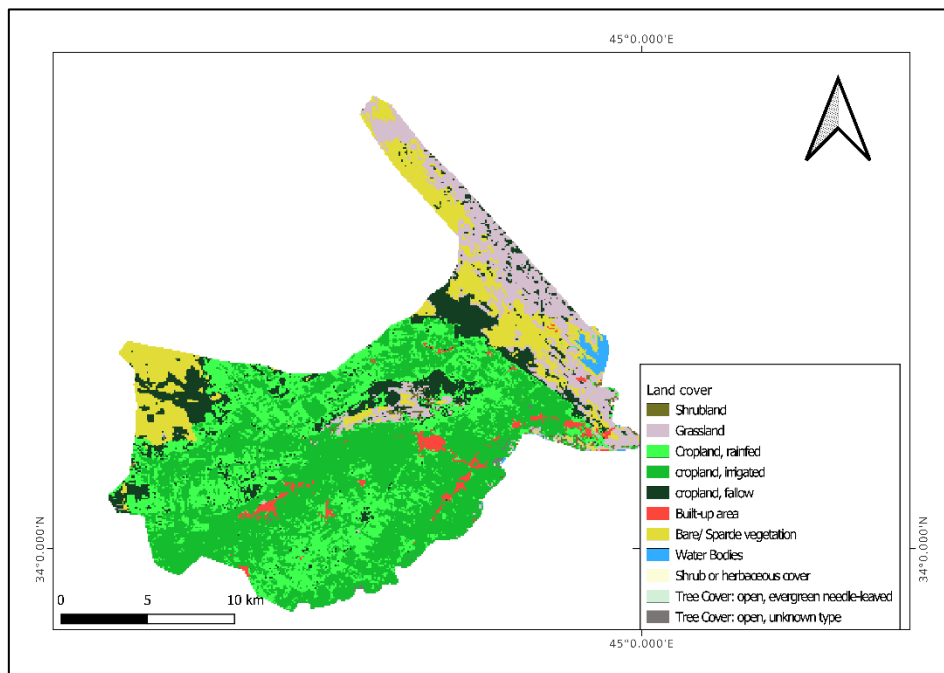 45°0.000'E
Land cover
Shrubland
Grassland
Cropland, rainfed
cropland, irrigated
cropland, fallow
Built-up area
Bare/ Sparde vegetation
Water Bodies
Shrub or herbaceous cover
Tree Cover: open, evergreen needle-leaved
Tree Cover: open, unknown type
34°0.000'N
34°0.000'N
0 5 10 km
45°0.000'E